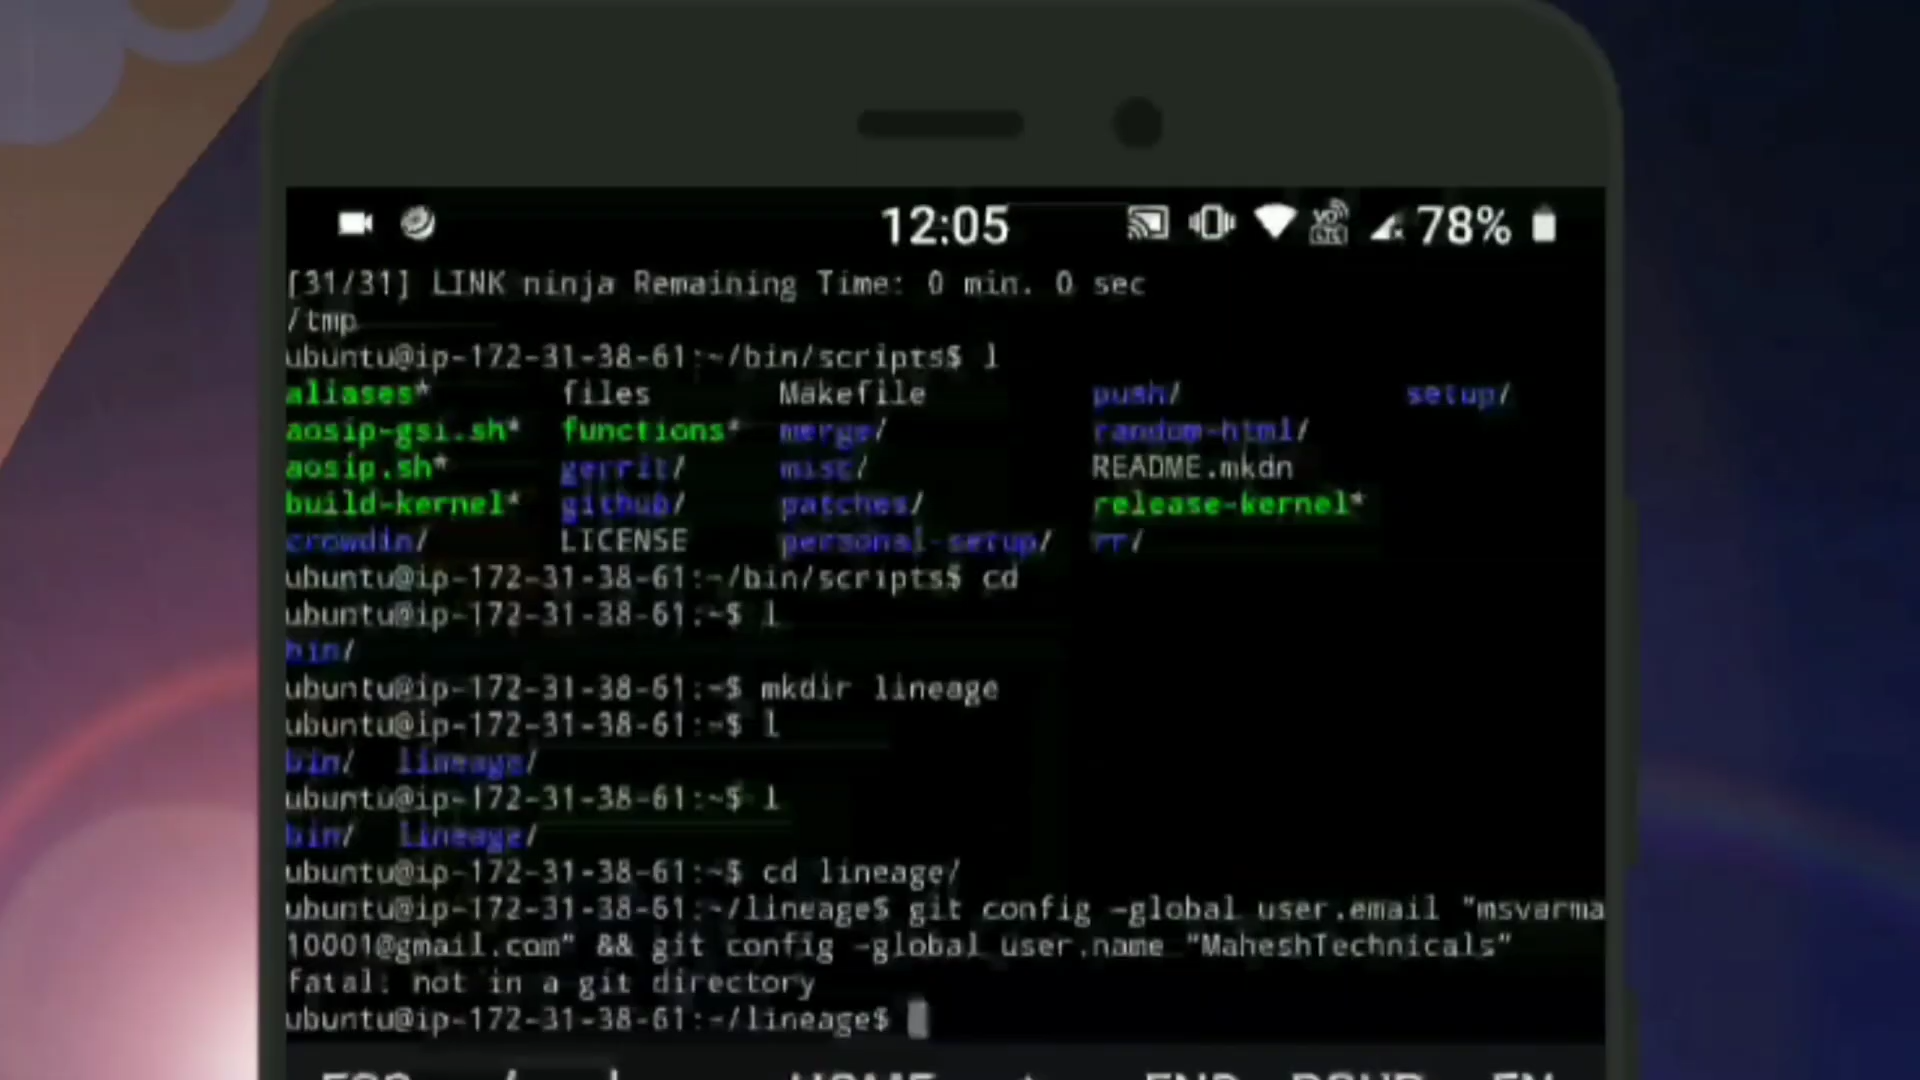 12:05 VO LTE 78%
[31/31] LINK ninja Remaining Time: 0 min. 0 sec
/tmp
ubuntu@ip-172-31-38-61:~/bin/scripts$ l
aliases* files Makefile push/ setup/
aosip-gsi.sh* functions* merge/ random-html/
aosip.sh* gerrit/ misc/ README.mkdn
build-kernel* github/ patches/ release-kernel*
crowdin/ LICENSE personal-setup/ rr/
ubuntu@ip-172-31-38-61:~/bin/scripts$ cd
ubuntu@ip-172-31-38-61:~$ l
bin/
ubuntu@ip-172-31-38-61:~$ mkdir lineage
ubuntu@ip-172-31-38-61:~$ l
bin/ lineage/
ubuntu@ip-172-31-38-61:~$ l
bin/ lineage/
ubuntu@ip-172-31-38-61:~$ cd lineage/
ubuntu@ip-172-31-38-61:~/lineage$ git config –global user.email "msvarma
10001@gmail.com" && git config –global user.name "MaheshTechnicals"
fatal: not in a git directory
ubuntu@ip-172-31-38-61:~/lineage$